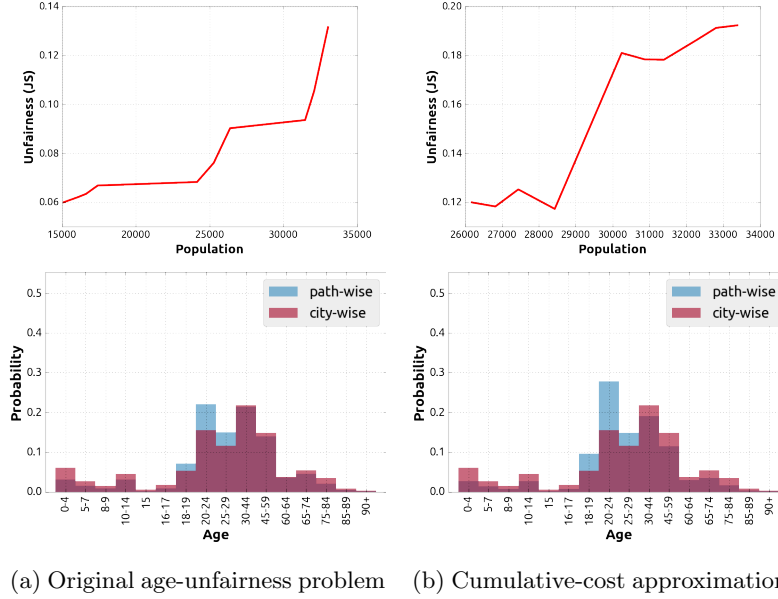 0.14
0.12
0.10
0.08
0.06
Unfairness (JS)
15000 20000 25000 30000 35000
Population
0.20
0.18
0.16
0.14
0.12
Unfairness (JS)
26000 27000 28000 29000 30000 31000 32000 33000 34000
Population
path-wise
city-wise
0.5
0.4
0.3
0.2
0.1
0.0
Probability
0-4 5-7 8-9 10-14 15 16-17 18-19 20-24 25-29 30-44 45-59 60-64 65-74 75-84 85-89 90+
Age
path-wise
city-wise
0.5
0.4
0.3
0.2
0.1
0.0
Probability
0-4 5-7 8-9 10-14 15 16-17 18-19 20-24 25-29 30-44 45-59 60-64 65-74 75-84 85-89 90+
Age
(a) Original age-unfairness problem
(b) Cumulative-cost approximation